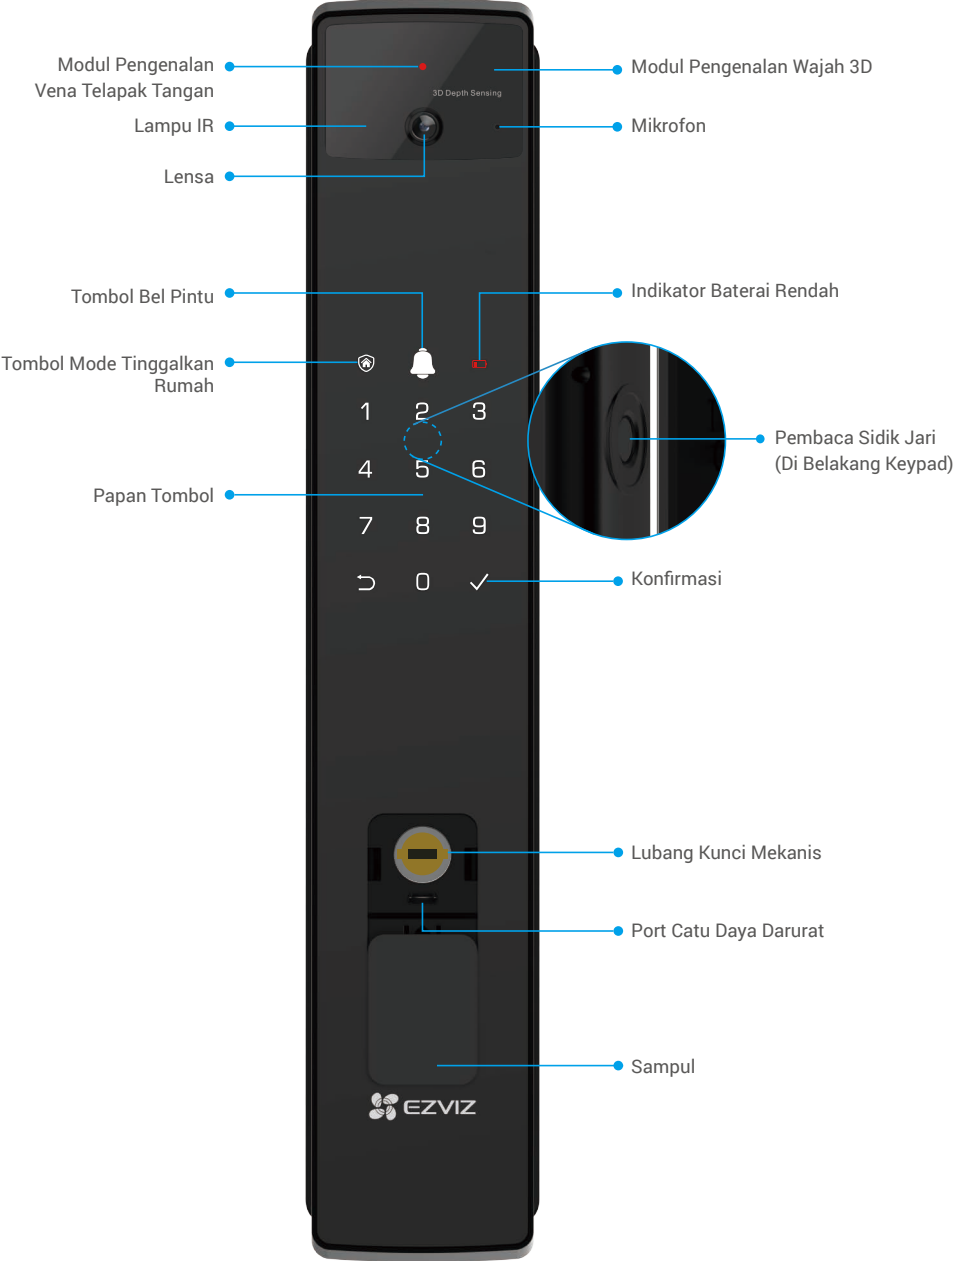 Modul Pengenalan
Vena Telapak Tangan
Modul Pengenalan Wajah 3D
3D Depth Sensing
Lampu IR
Mikrofon
Lensa
Tombol Bel Pintu
Indikator Baterai Rendah
Tombol Mode Tinggalkan
Rumah
1 2 3
Pembaca Sidik Jari
(Di Belakang Keypad)
4 5 6
Papan Tombol
7 8 9
0
Konfirmasi
Lubang Kunci Mekanis
Port Catu Daya Darurat
Sampul
EZVIZ